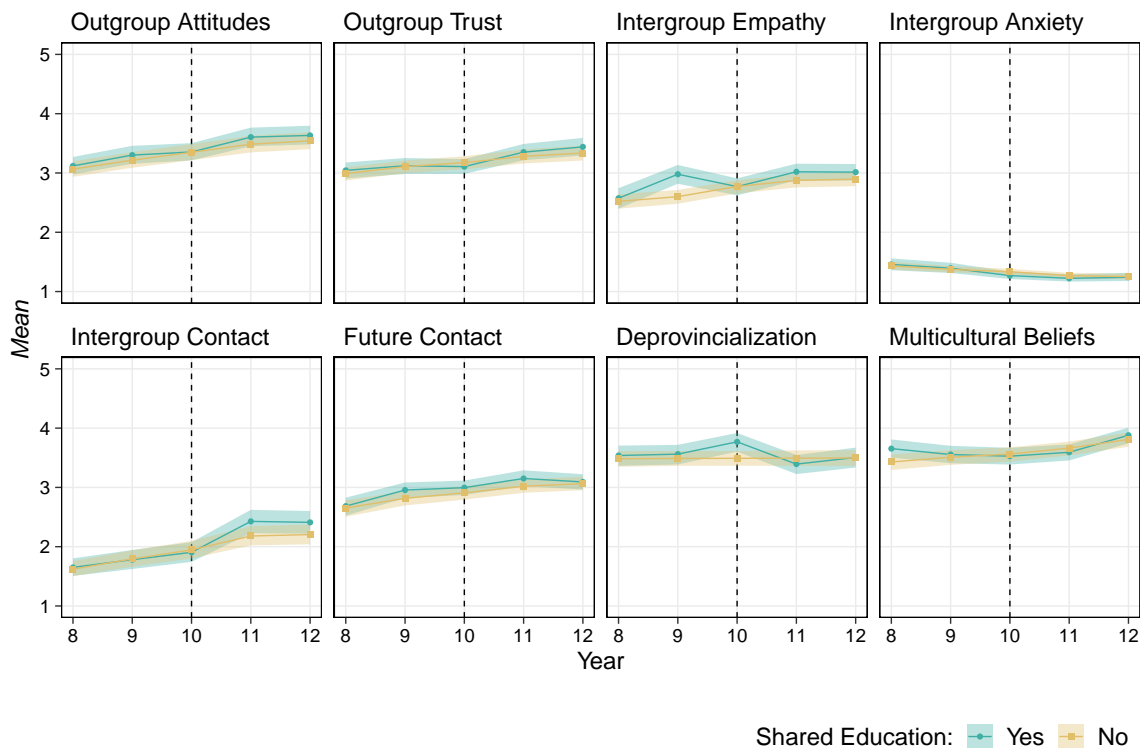 Outgroup Attitudes
Outgroup Trust
Intergroup Empathy
Intergroup Anxiety
5
4
3
2
1
Mean
Intergroup Contact
Future Contact
Deprovincialization
Multicultural Beliefs
5
4
3
2
1
8 9 10 11 12
8 9 10 11 12
8 9 10 11 12
8 9 10 11 12
Year
Shared Education: Yes No